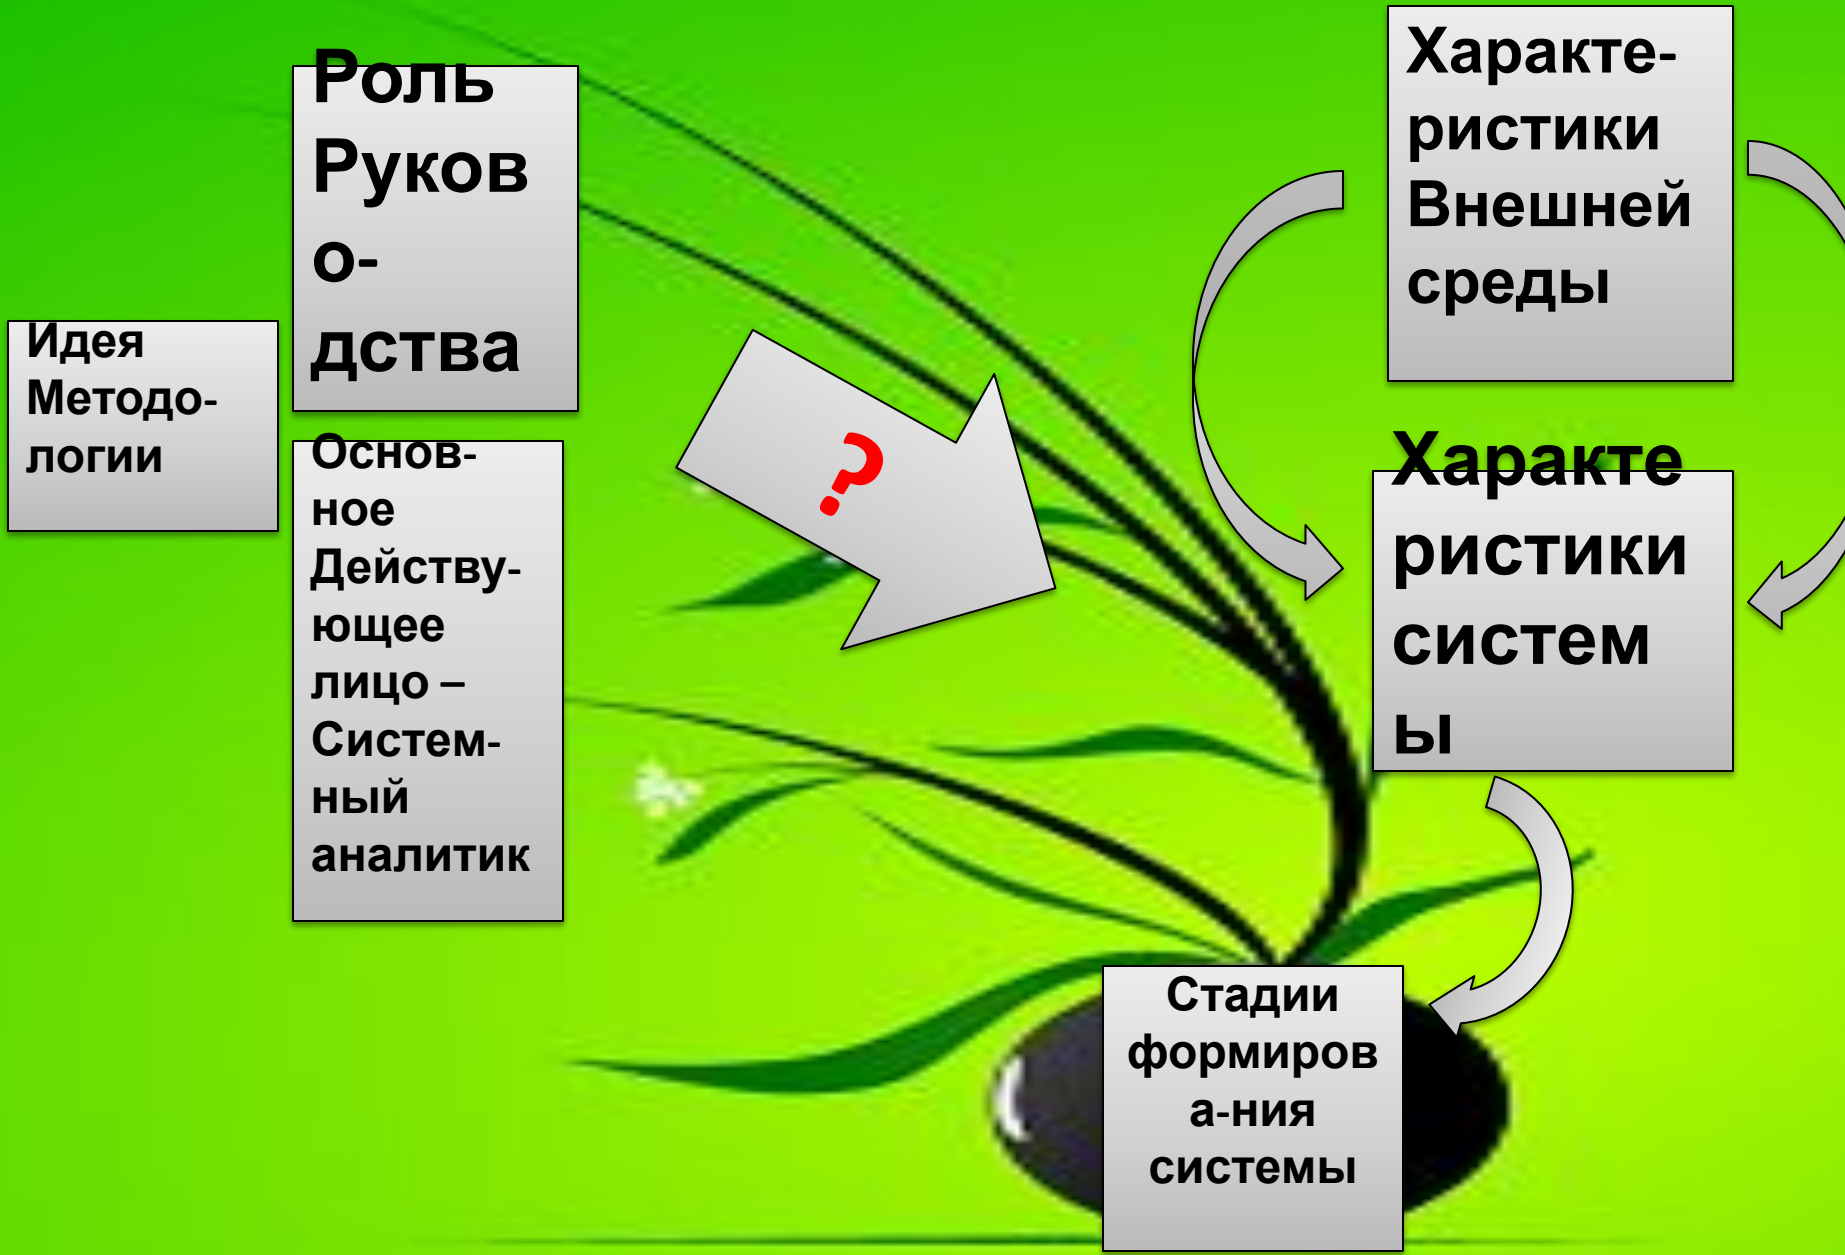 Идея
Методо-
логии
Роль
Руков
о-
дства
Основ-
ное
Действу-
ющее
лицо –
Систем-
ный
аналитик
?
Характе-
ристики
Внешней
среды
Характе
ристики
систем
ы
Стадии
формиров
а-ния
системы